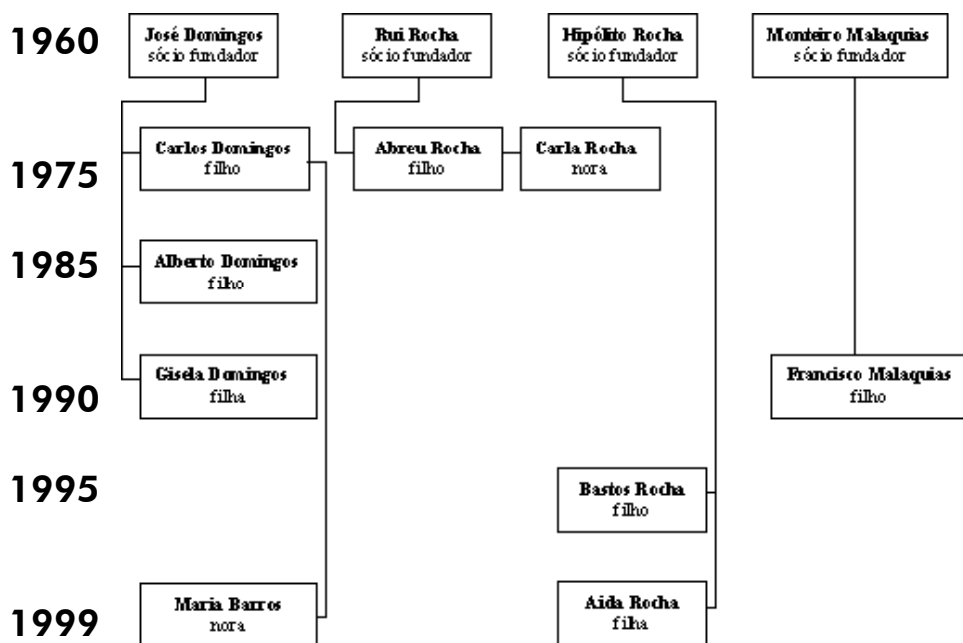 1960
José Domingos
sócio fundador
Rui Rocha
sócio fundador
Hipólito Rocha
sócio fundador
Monteiro Malaquias
sócio fundador
1975
Carlos Domingos
filho
Abreu Rocha
filho
Carla Rocha
nora
1985
Alberto Domingos
filho
1990
Gisela Domingos
filha
Francisco Malaquias
filho
1995
Bastos Rocha
filho
1999
Maria Barros
nora
Aida Rocha
filha